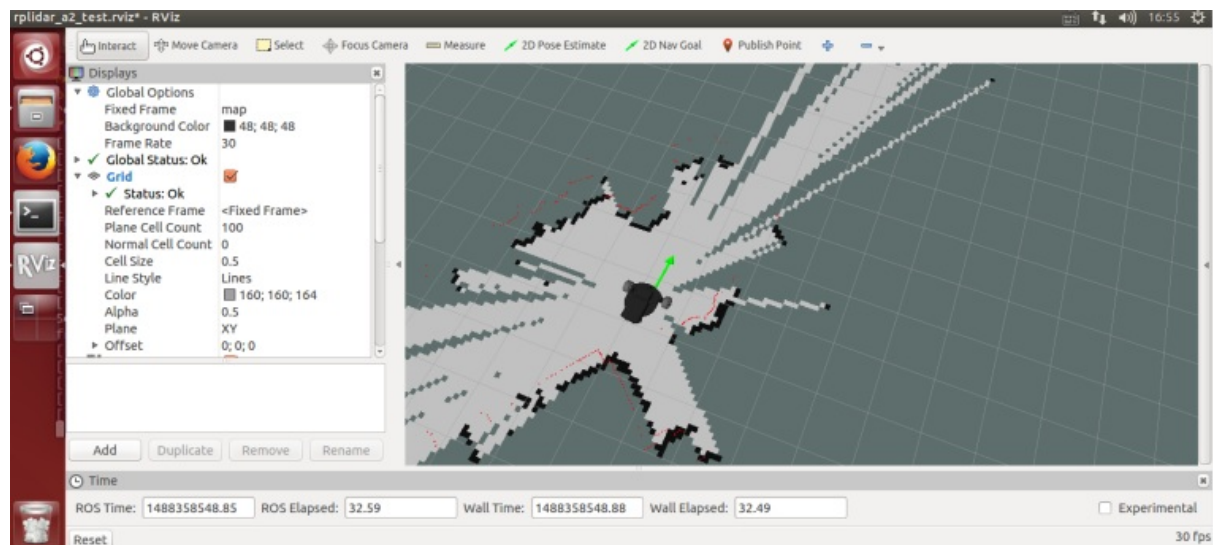 rplidar_a2_test.rviz* - RViz
16:55
Interact Move Camera Select Focus Camera Measure 2D Pose Estimate 2D Nav Goal Publish Point
Displays
Global Options
Fixed Frame map
Background Color 48; 48; 48
Frame Rate 30
Global Status: Ok
Grid
Status: Ok
Reference Frame <Fixed Frame>
Plane Cell Count 100
Normal Cell Count 0
Cell Size 0.5
Line Style Lines
Color 160; 160; 164
Alpha 0.5
Plane XY
Offset 0; 0; 0
RViz
Add Duplicate Remove Rename
Time
ROS Time: 1488358548.85 ROS Elapsed: 32.59 Wall Time: 1488358548.88 Wall Elapsed: 32.49 Experimental
Reset 30 fps